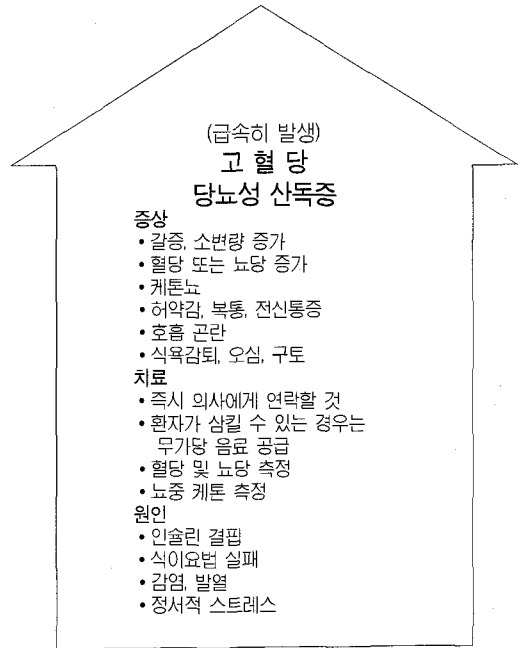 (급속히 발생)
고 혈 당
당뇨성 산독증
증상
• 갈증, 소변량 증가
• 혈당 또는 뇨당 증가
• 케톤뇨
• 허약감, 복통, 전신통증
• 호흡 곤란
• 식욕감퇴, 오심, 구토
치료
• 즉시 의사에게 연락할 것
• 환자가 삼킬 수 있는 경우는
무가당 음료 공급
• 혈당 및 뇨당 측정
• 뇨중 케톤 측정
원인
• 인슐린 결핍
• 식이요법 실패
• 감염, 발열
• 정서적 스트레스